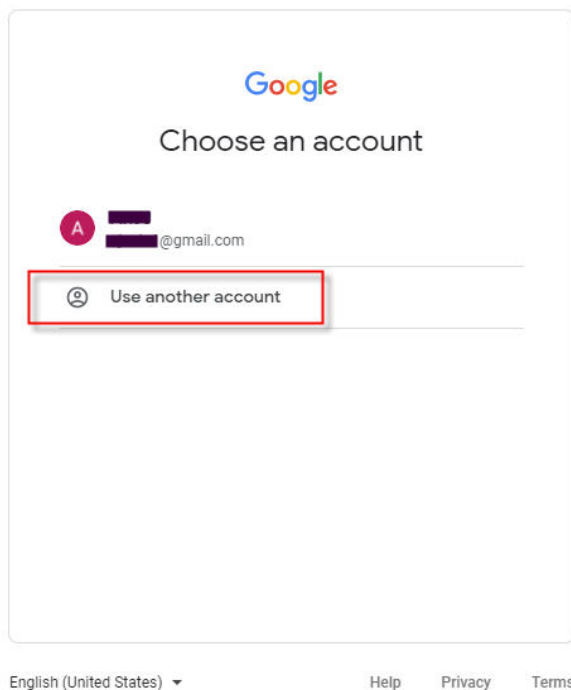 Google
Choose an account
A
@gmail.com
Use another account
English (United States)
Help Privacy Terms